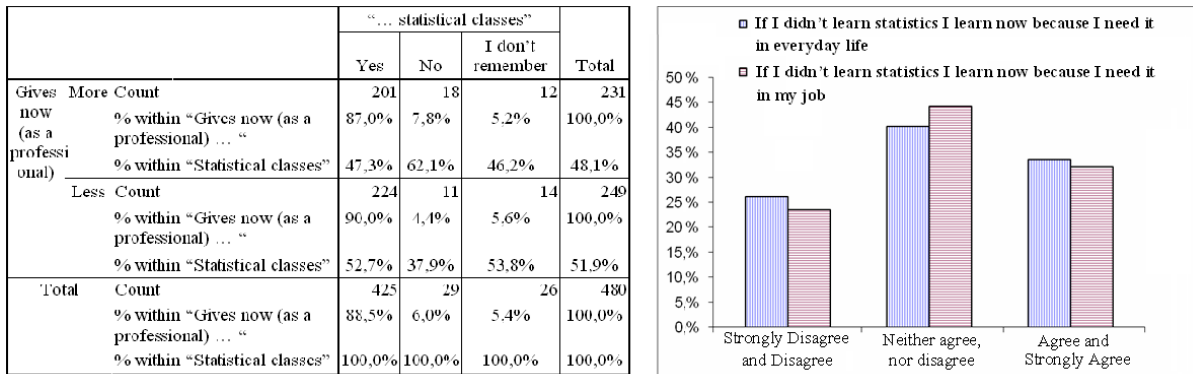 “... statistical classes”
Yes No I don't remember Total
Gives now (as a professional) More Count 201 18 12 231
% within “Gives now (as a professional) ... “ 87,0% 7,8% 5,2% 100,0%
% within “Statistical classes” 47,3% 62,1% 46,2% 48,1%
Less Count 224 11 14 249
% within “Gives now (as a professional) ... “ 90,0% 4,4% 5,6% 100,0%
% within “Statistical classes” 52,7% 37,9% 53,8% 51,9%
Total Count 425 29 26 480
% within “Gives now (as a professional) ... “ 88,5% 6,0% 5,4% 100,0%
% within “Statistical classes” 100,0% 100,0% 100,0% 100,0%
If I didn't learn statistics I learn now because I need it
in everyday life
If I didn't learn statistics I learn now because I need it
in my job
50%
45%
40%
35%
30%
25%
20%
15%
10%
5,%
0,%
Strongly Disagree
and Disagree
Neither agree,
nor disagree
Agree and
Strongly Agree